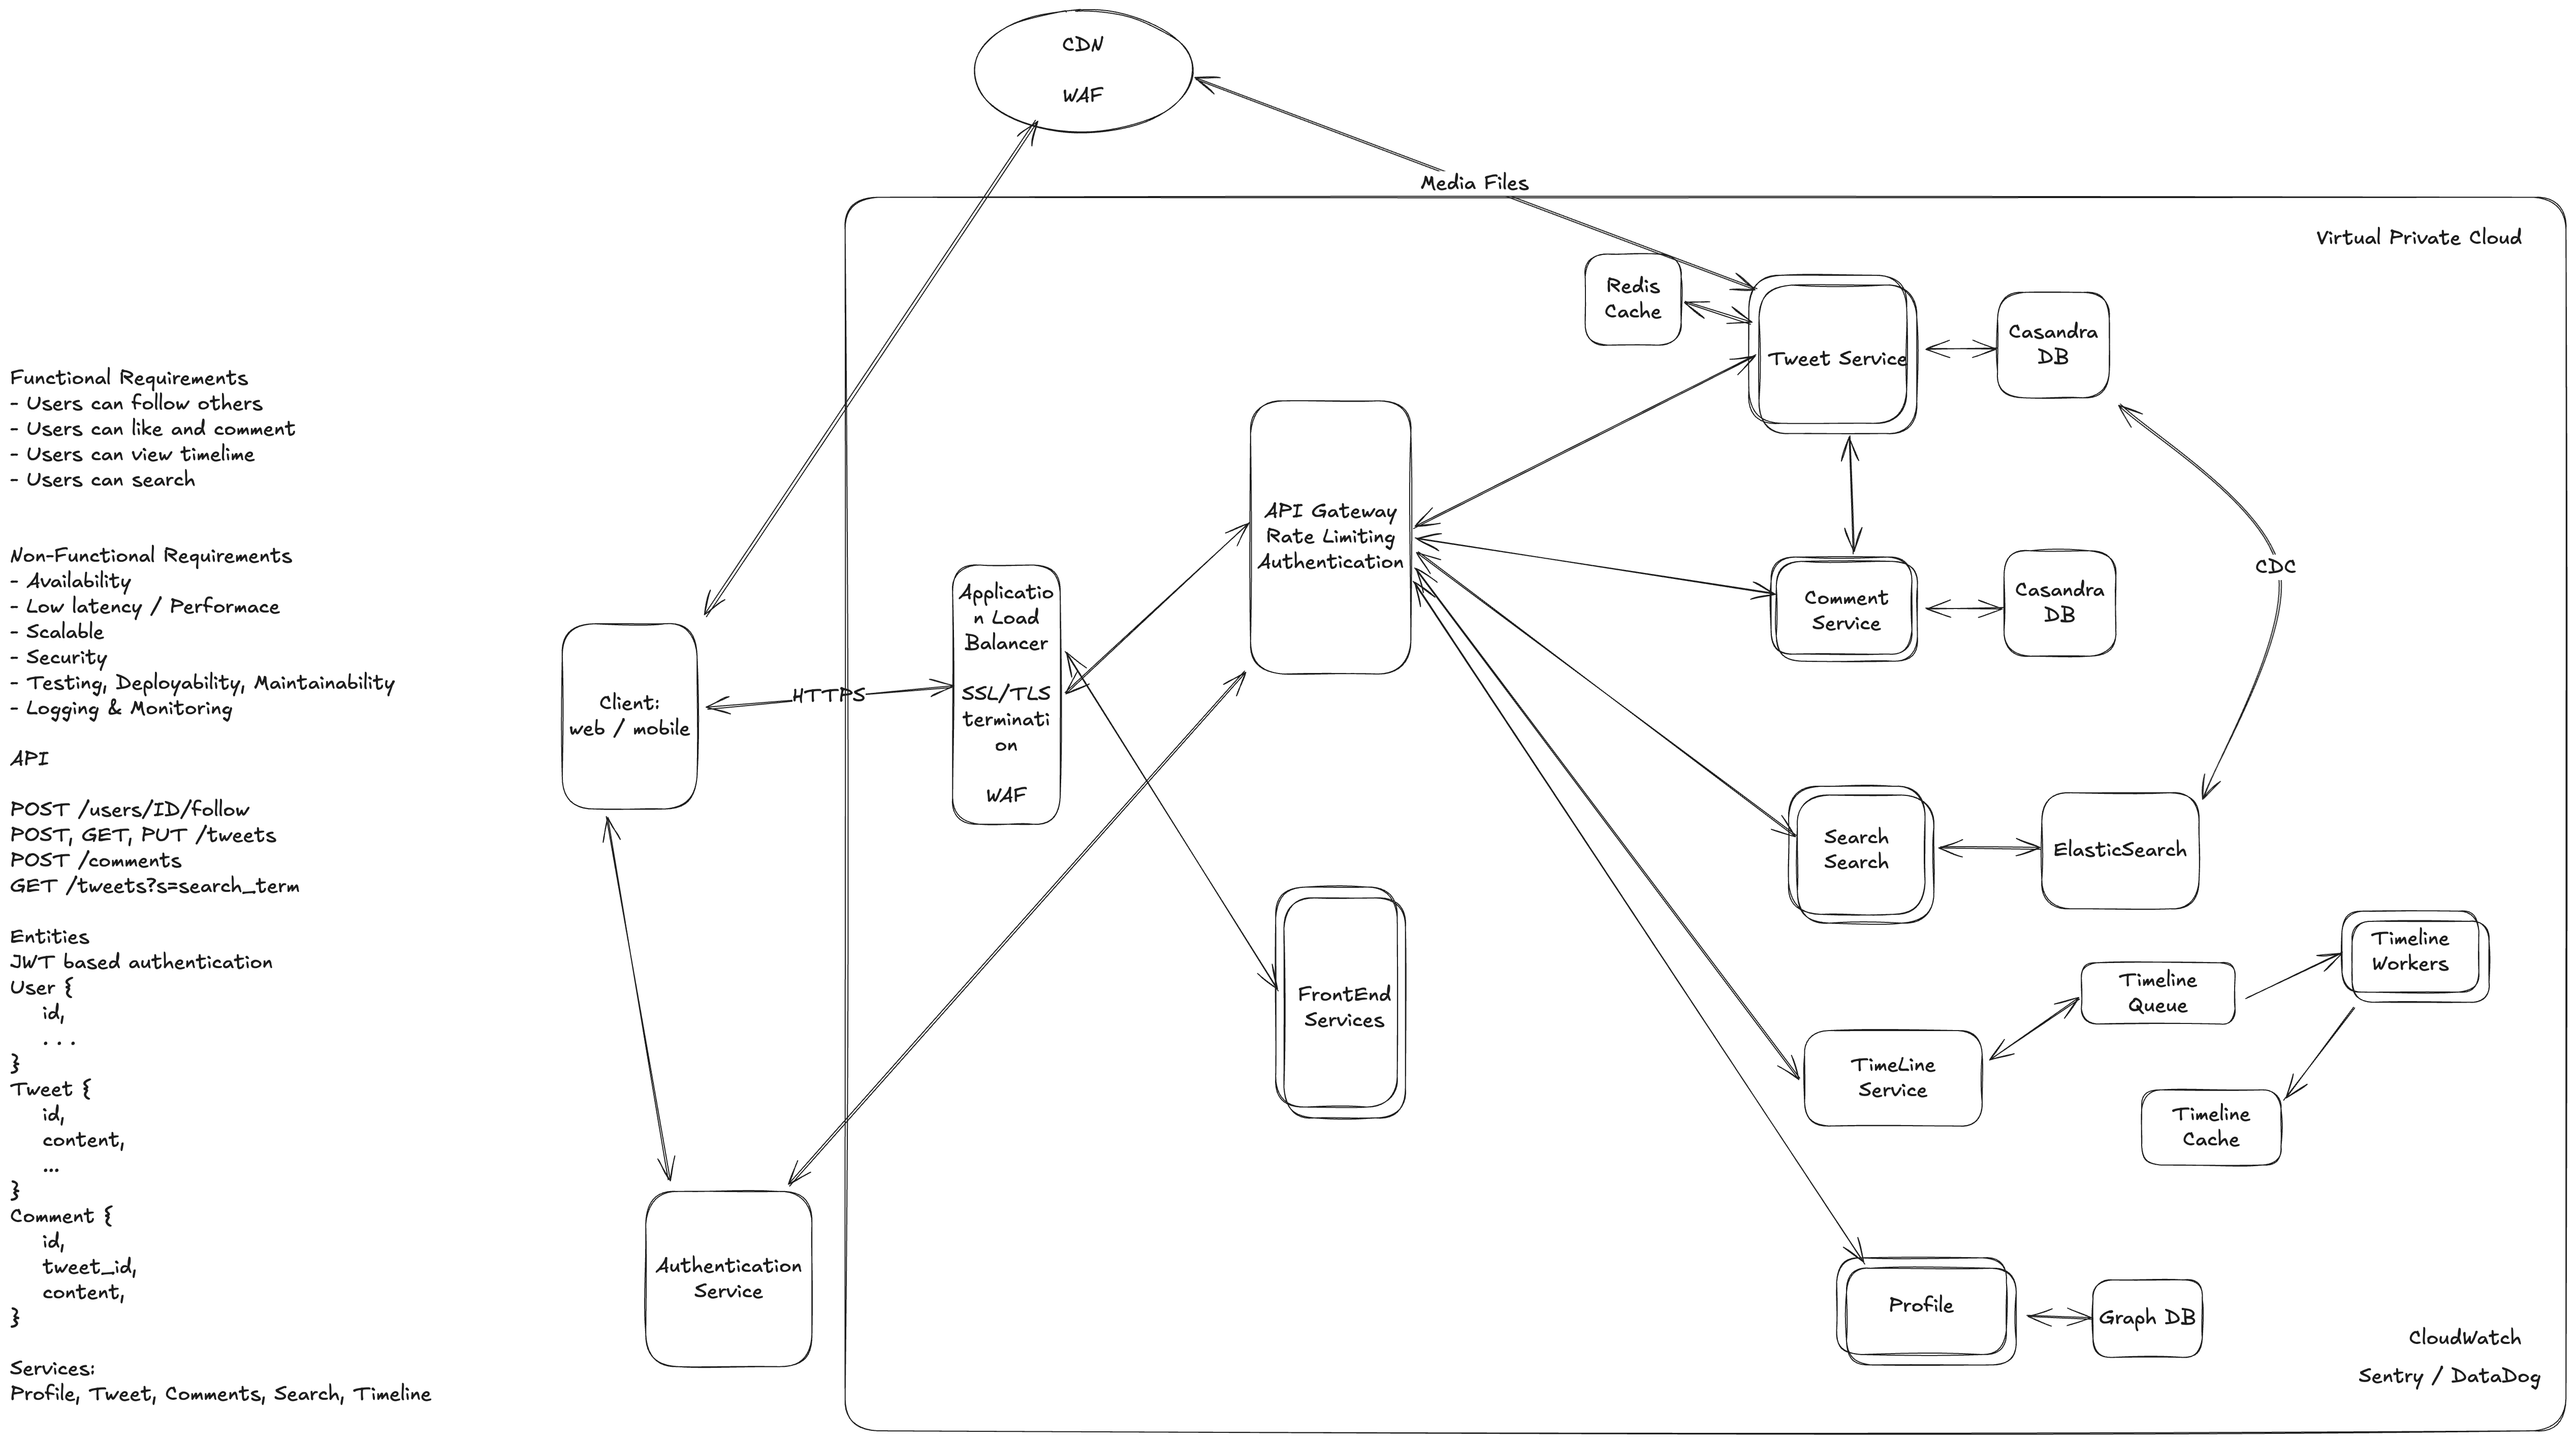 CDN
WAF
Media Files
Virtual Private Cloud
Redis
Cache
Tweet Service
Casandra
DB
Functional Requirements
- Users can follow others
- Users can like and comment
- Users can view timeline
- Users can search
Non-Functional Requirements
- Availability
- Low latency / Performace
- Scalable
- Security
- Testing, Deployability, Maintainability
- Logging & Monitoring
API
POST /users/ID/follow
POST, GET, PUT /tweets
POST /comments
GET /tweets?s=search_term
Entities
JWT based authentication
User {
id,
. . .
}
Tweet {
id,
content,
...
}
Comment {
id,
tweet_id,
content,
}
Services:
Profile, Tweet, Comments, Search, Timeline
Client:
web / mobile
HTTPS
Applicatio
n Load
Balancer
SSL/TLS
terminati
on
WAF
API Gateway
Rate Limiting
Authentication
Comment
Service
Casandra
DB
CDC
Search
Search
ElasticSearch
FrontEnd
Services
Timeline
Workers
Timeline
Queue
TimeLine
Service
Timeline
Cache
Authentication
Service
Profile
Graph DB
CloudWatch
Sentry / DataDog